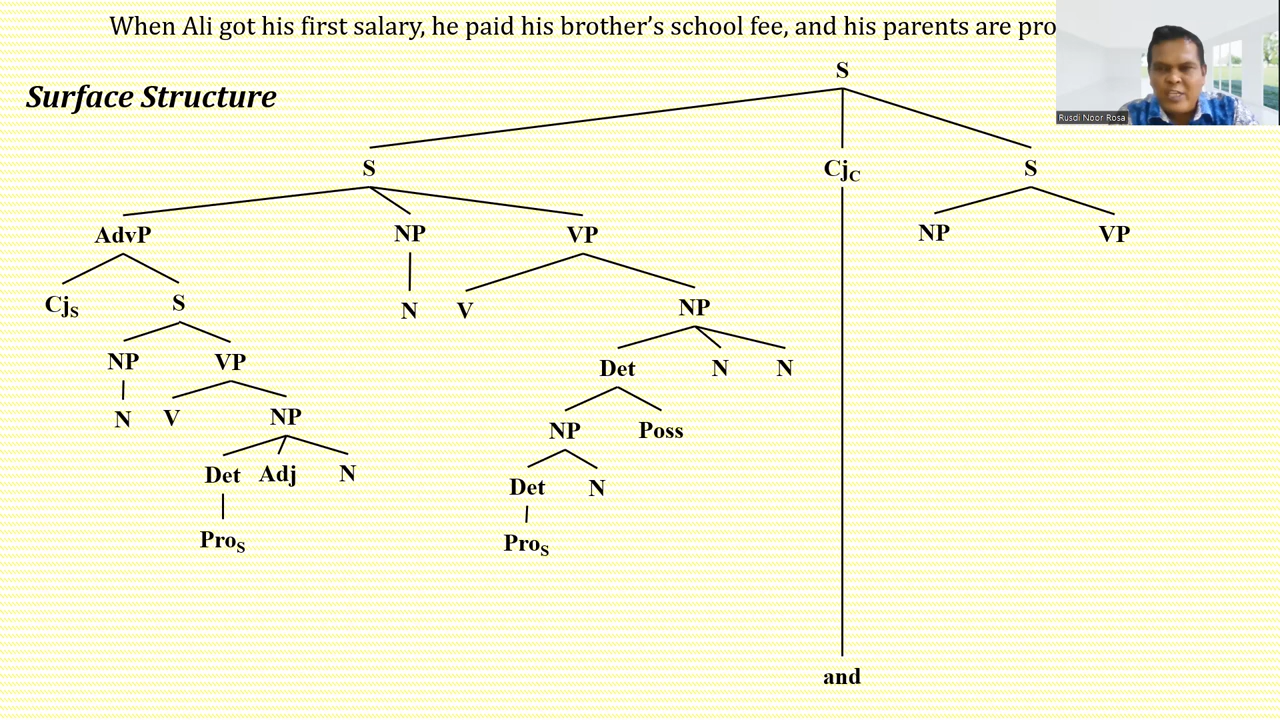 When Ali got his first salary, he paid his brother’s school fee, and his parents are
Rusdi Noor Rosa
Surface Structure
S
S CjC S
AdvP NP VP NP VP
CjS S N V NP
NP VP Det N N
N V NP NP Poss
Det Adj N Det N
ProS ProS
and